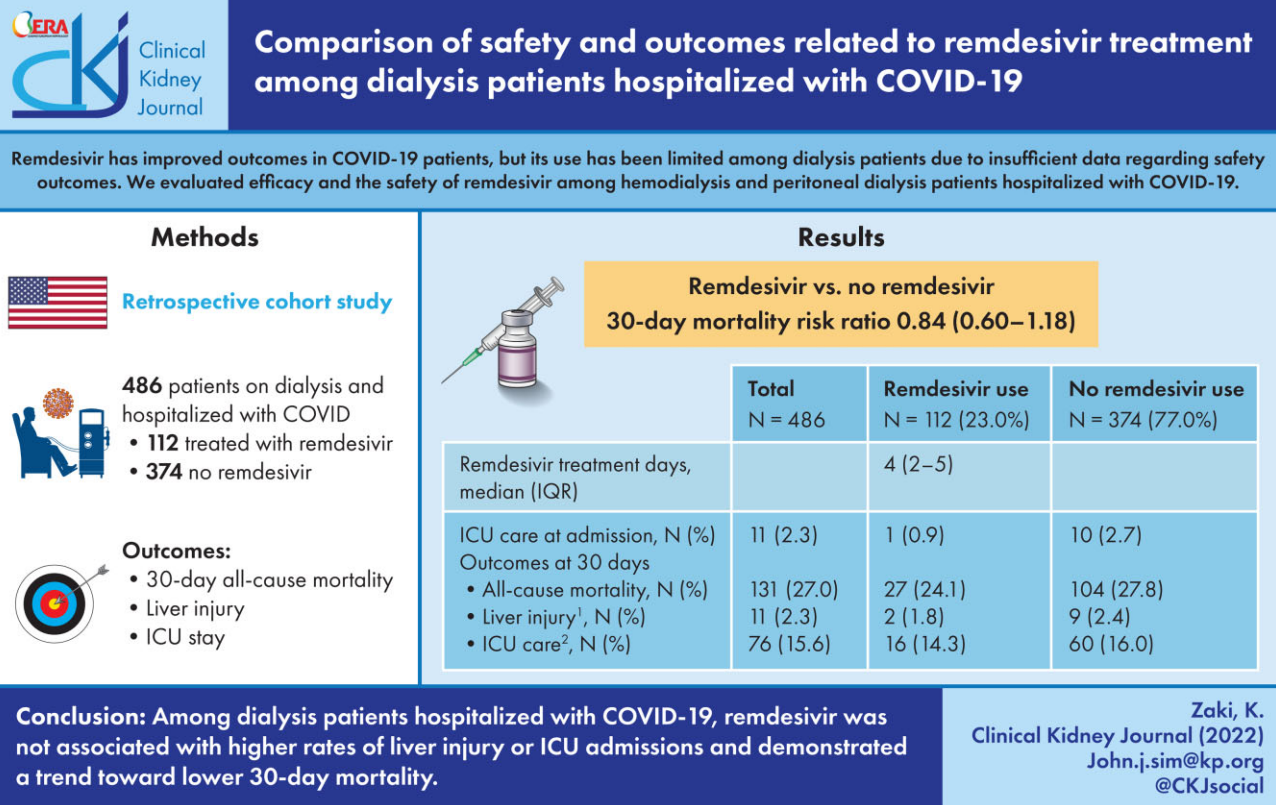 ERA
ckj
Clinical
Kidney
Journal
Comparison of safety and outcomes related to remdesivir treatment
among dialysis patients hospitalized with COVID-19
Remdesivir has improved outcomes in COVID-19 patients, but its use has been limited among dialysis patients due to insufficient data regarding safety
outcomes. We evaluated efficacy and the safety of remdesivir among hemodialysis and peritoneal dialysis patients hospitalized with COVID-19.
Methods
Retrospective cohort study
486 patients on dialysis and
hospitalized with COVID
• 112 treated with remdesivir
• 374 no remdesivir
Outcomes:
• 30-day all-cause mortality
• Liver injury
• ICU stay
Results
Remdesivir vs. no remdesivir
30-day mortality risk ratio 0.84 (0.60–1.18)
Total Remdesivir use No remdesivir use
N = 486 N = 112 (23.0%) N = 374 (77.0%)
Remdesivir treatment days, 4 (2–5)
median (IQR)
ICU care at admission, N (%) 11 (2.3) 1 (0.9) 10 (2.7)
Outcomes at 30 days
• All-cause mortality, N (%) 131 (27.0) 27 (24.1) 104 (27.8)
• Liver injury¹, N (%) 11 (2.3) 2 (1.8) 9 (2.4)
• ICU care², N (%) 76 (15.6) 16 (14.3) 60 (16.0)
Conclusion: Among dialysis patients hospitalized with COVID-19, remdesivir was
not associated with higher rates of liver injury or ICU admissions and demonstrated
a trend toward lower 30-day mortality.
Zaki, K.
Clinical Kidney Journal (2022)
John.j.sim@kp.org
@CKJsocial